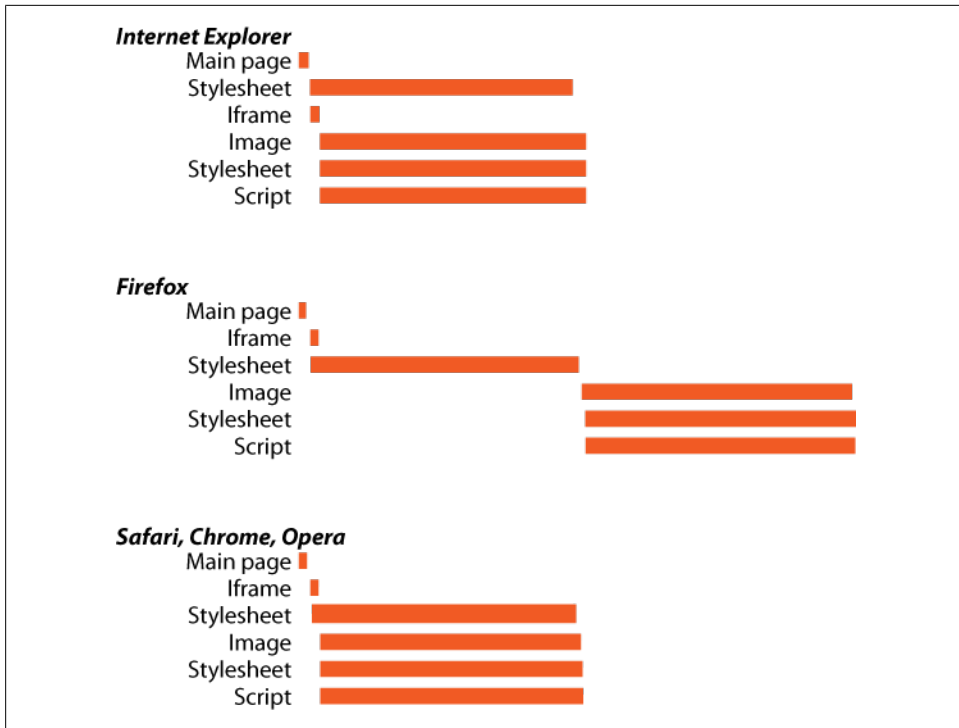 Internet Explorer
Main page
Stylesheet
Iframe
Image
Stylesheet
Script
Firefox
Main page
Iframe
Stylesheet
Image
Stylesheet
Script
Safari, Chrome, Opera
Main page
Iframe
Stylesheet
Image
Stylesheet
Script